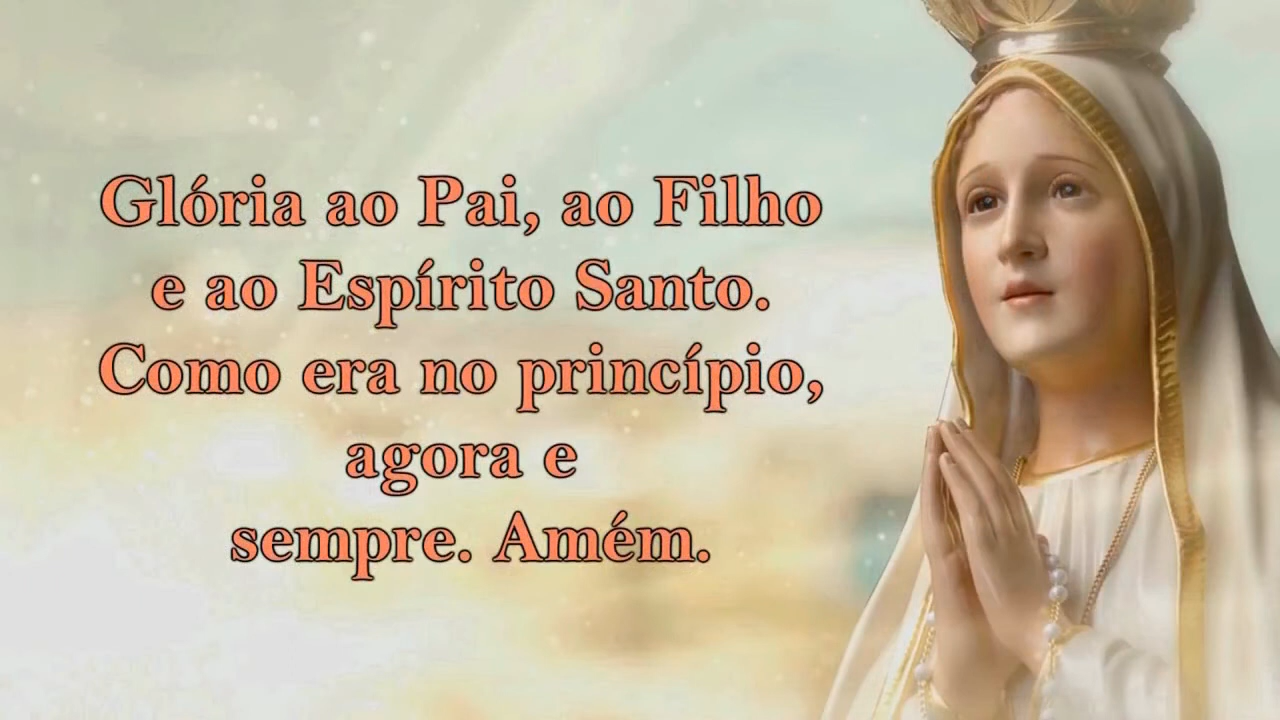 Glória ao Pai, ao Filho
e ao Espírito Santo.
Como era no princípio,
agora e
sempre. Amém.